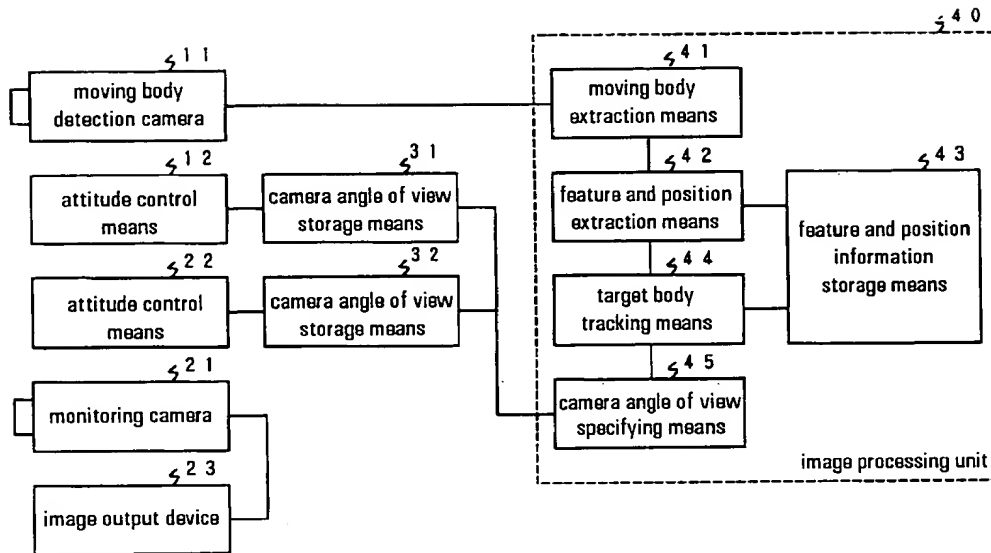 40
11
moving body
detection camera
41
moving body
extraction means
12
attitude control
means
31
camera angle of view
storage means
42
feature and position
extraction means
43
feature and position
information
storage means
22
attitude control
means
32
camera angle of view
storage means
44
target body
tracking means
21
monitoring camera
45
camera angle of view
specifying means
23
image output device
image processing unit